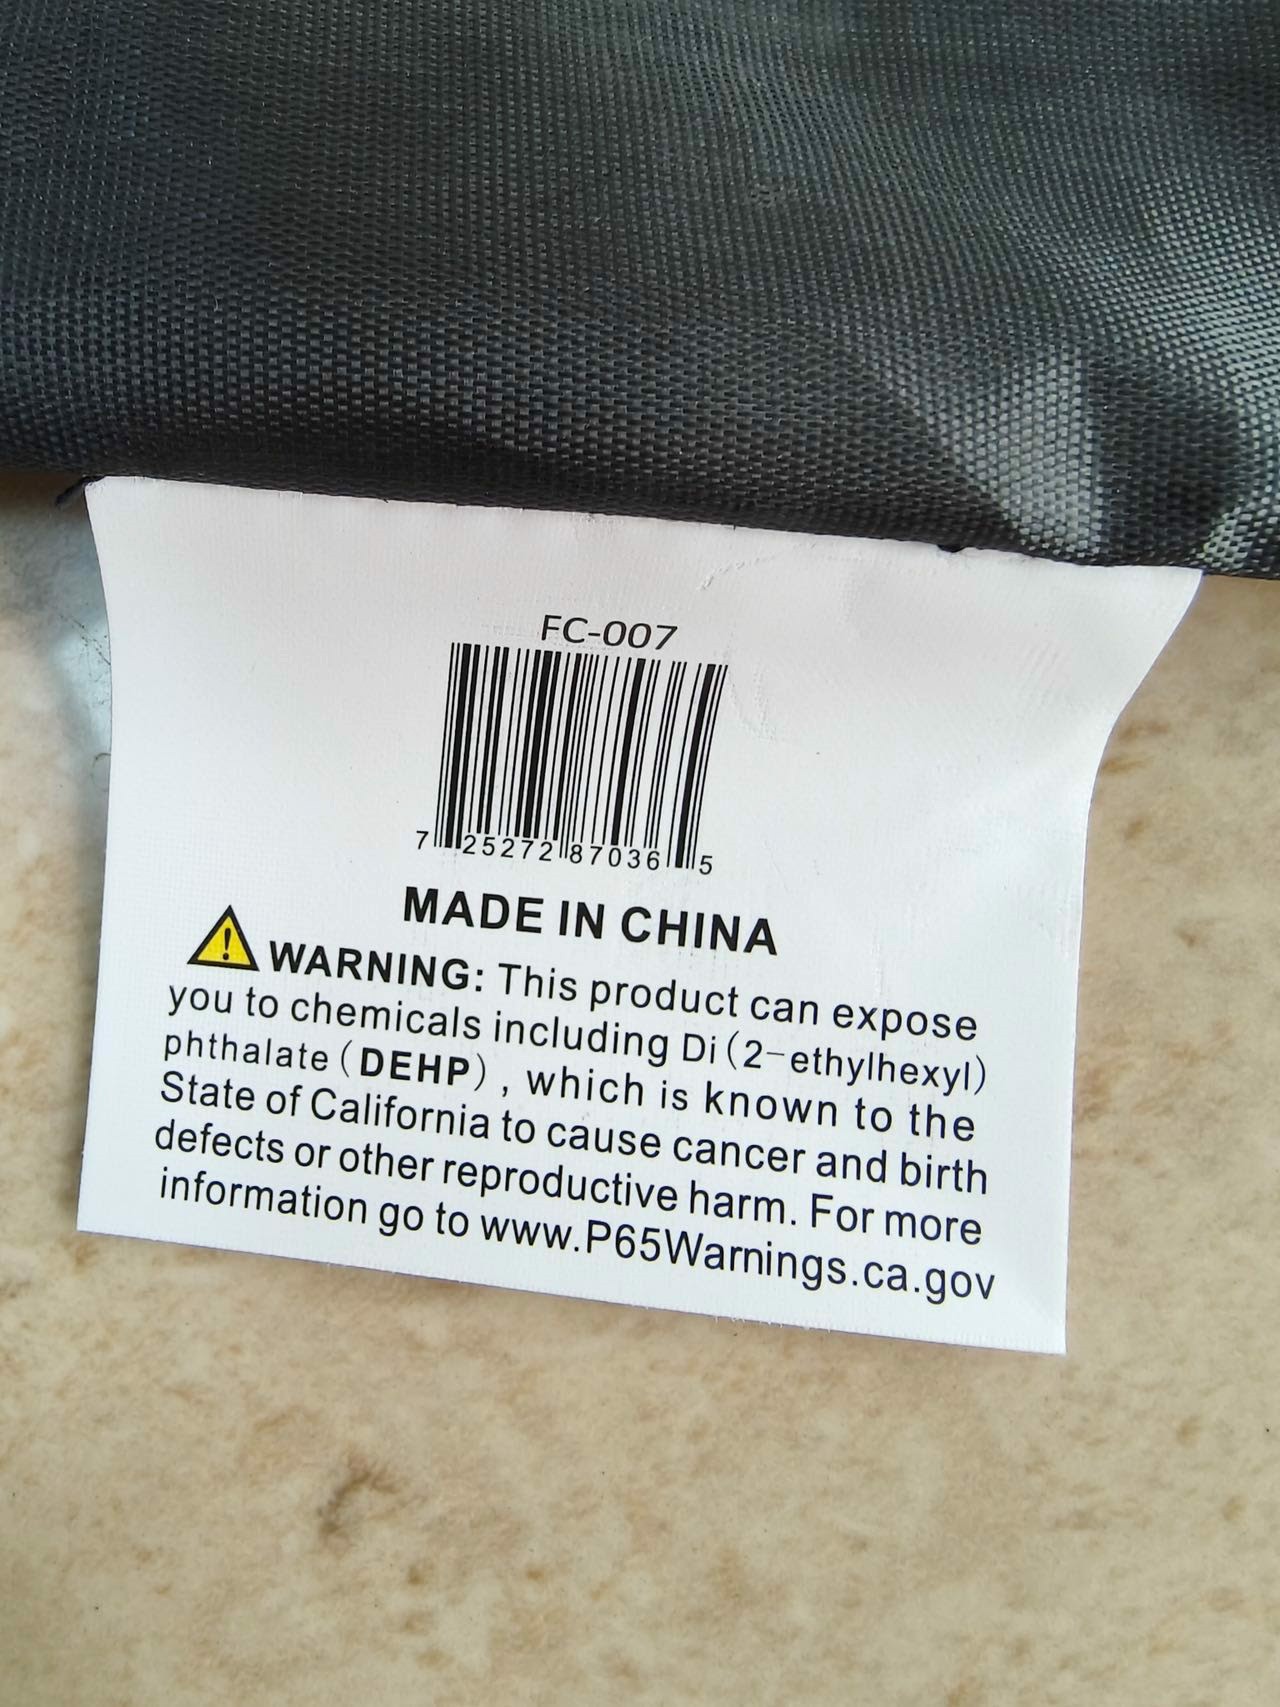 FC-007
7 25272 87036 5
MADE IN CHINA
WARNING: This product can expose
you to chemicals including Di(2-ethylhexyl)
phthalate(DEHP), which is known to the
State of California to cause cancer and birth
defects or other reproductive harm. For more
information go to www.P65Warnings.ca.gov